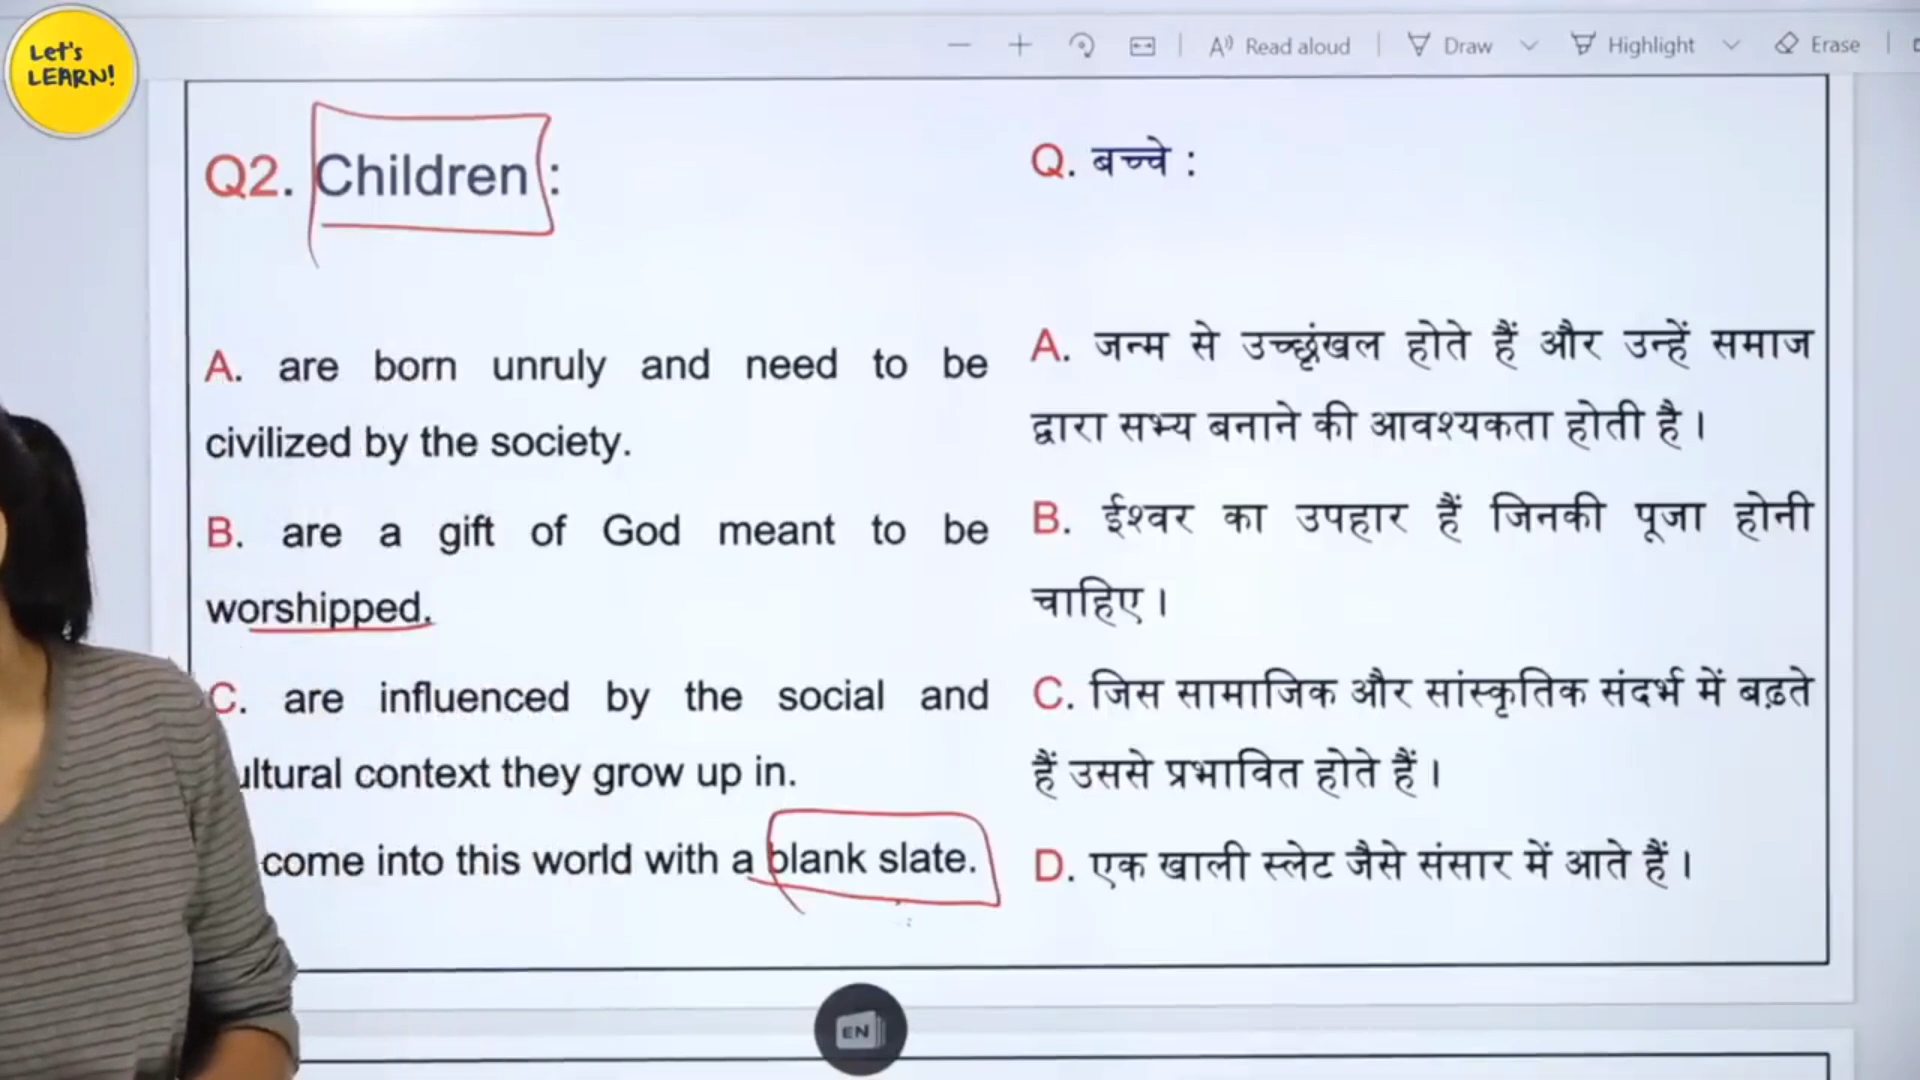 Let's
LEARN!
Read aloud
Draw
Highlight
Erase
Q2. Children :
A. are born unruly and need to be
civilized by the society.
B. are a gift of God meant to be
worshipped.
C. are influenced by the social and
ultural context they grow up in.
come into this world with a blank slate.
Q. बच्चे :
A. जन्म से उच्छृंखल होते हैं और उन्हें समाज
द्वारा सभ्य बनाने की आवश्यकता होती है।
B. ईश्वर का उपहार हैं जिनकी पूजा होनी
चाहिए।
C. जिस सामाजिक और सांस्कृतिक संदर्भ में बढ़ते
हैं उससे प्रभावित होते हैं।
D. एक खाली स्लेट जैसे संसार में आते हैं।
EN